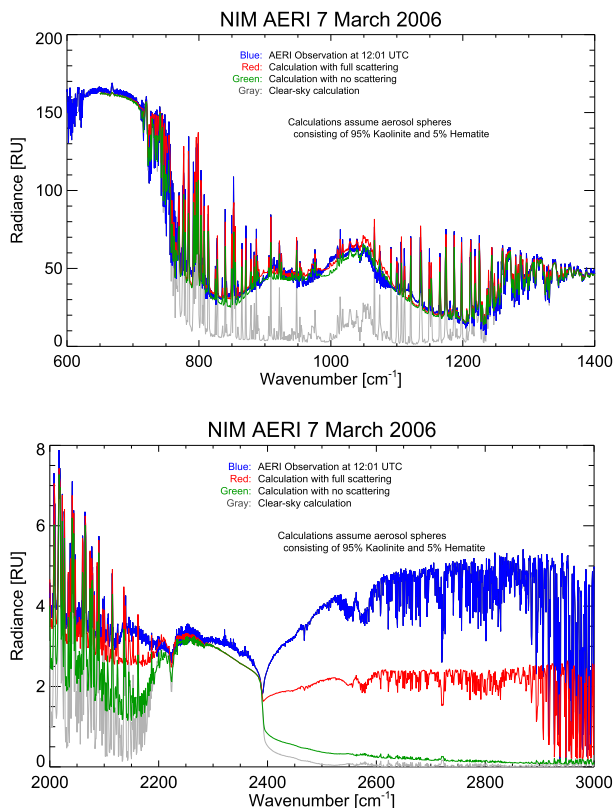 NIM AERI 7 March 2006
200
150
100
50
0
Radiance [RU]
Blue: AERI Observation at 12:01 UTC
Red: Calculation with full scattering
Green: Calculation with no scattering
Gray: Clear-sky calculation
Calculations assume aerosol spheres
consisting of 95% Kaolinite and 5% Hematite
600 800 1000 1200 1400
Wavenumber [cm⁻¹]
NIM AERI 7 March 2006
8
6
4
2
0
Radiance [RU]
Blue: AERI Observation at 12:01 UTC
Red: Calculation with full scattering
Green: Calculation with no scattering
Gray: Clear-sky calculation
Calculations assume aerosol spheres
consisting of 95% Kaolinite and 5% Hematite
2000 2200 2400 2600 2800 3000
Wavenumber [cm⁻¹]